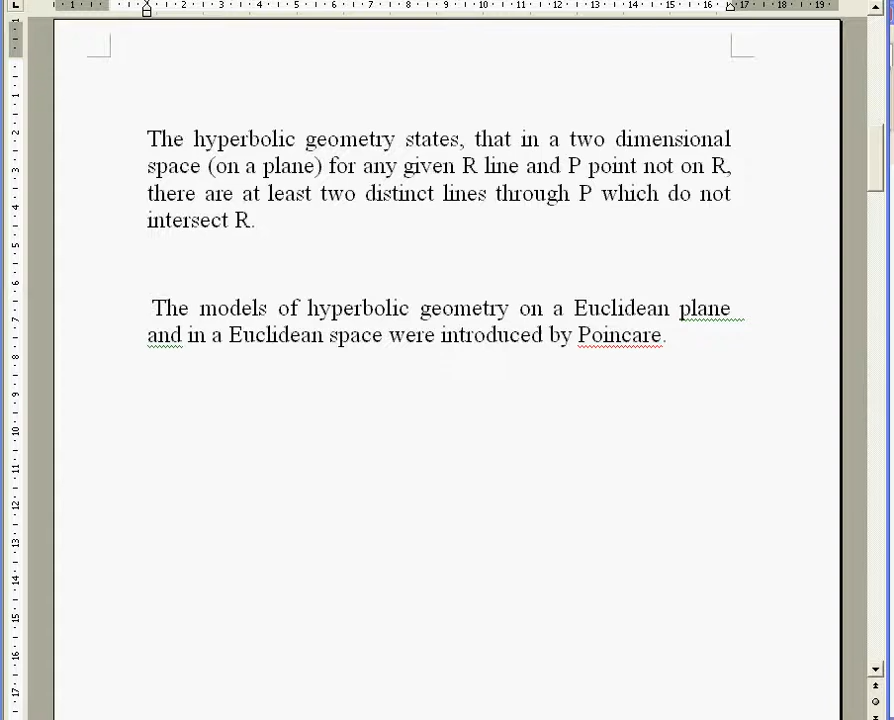 The hyperbolic geometry states, that in a two dimensional
space (on a plane) for any given R line and P point not on R,
there are at least two distinct lines through P which do not
intersect R.
The models of hyperbolic geometry on a Euclidean plane
and in a Euclidean space were introduced by Poincare.